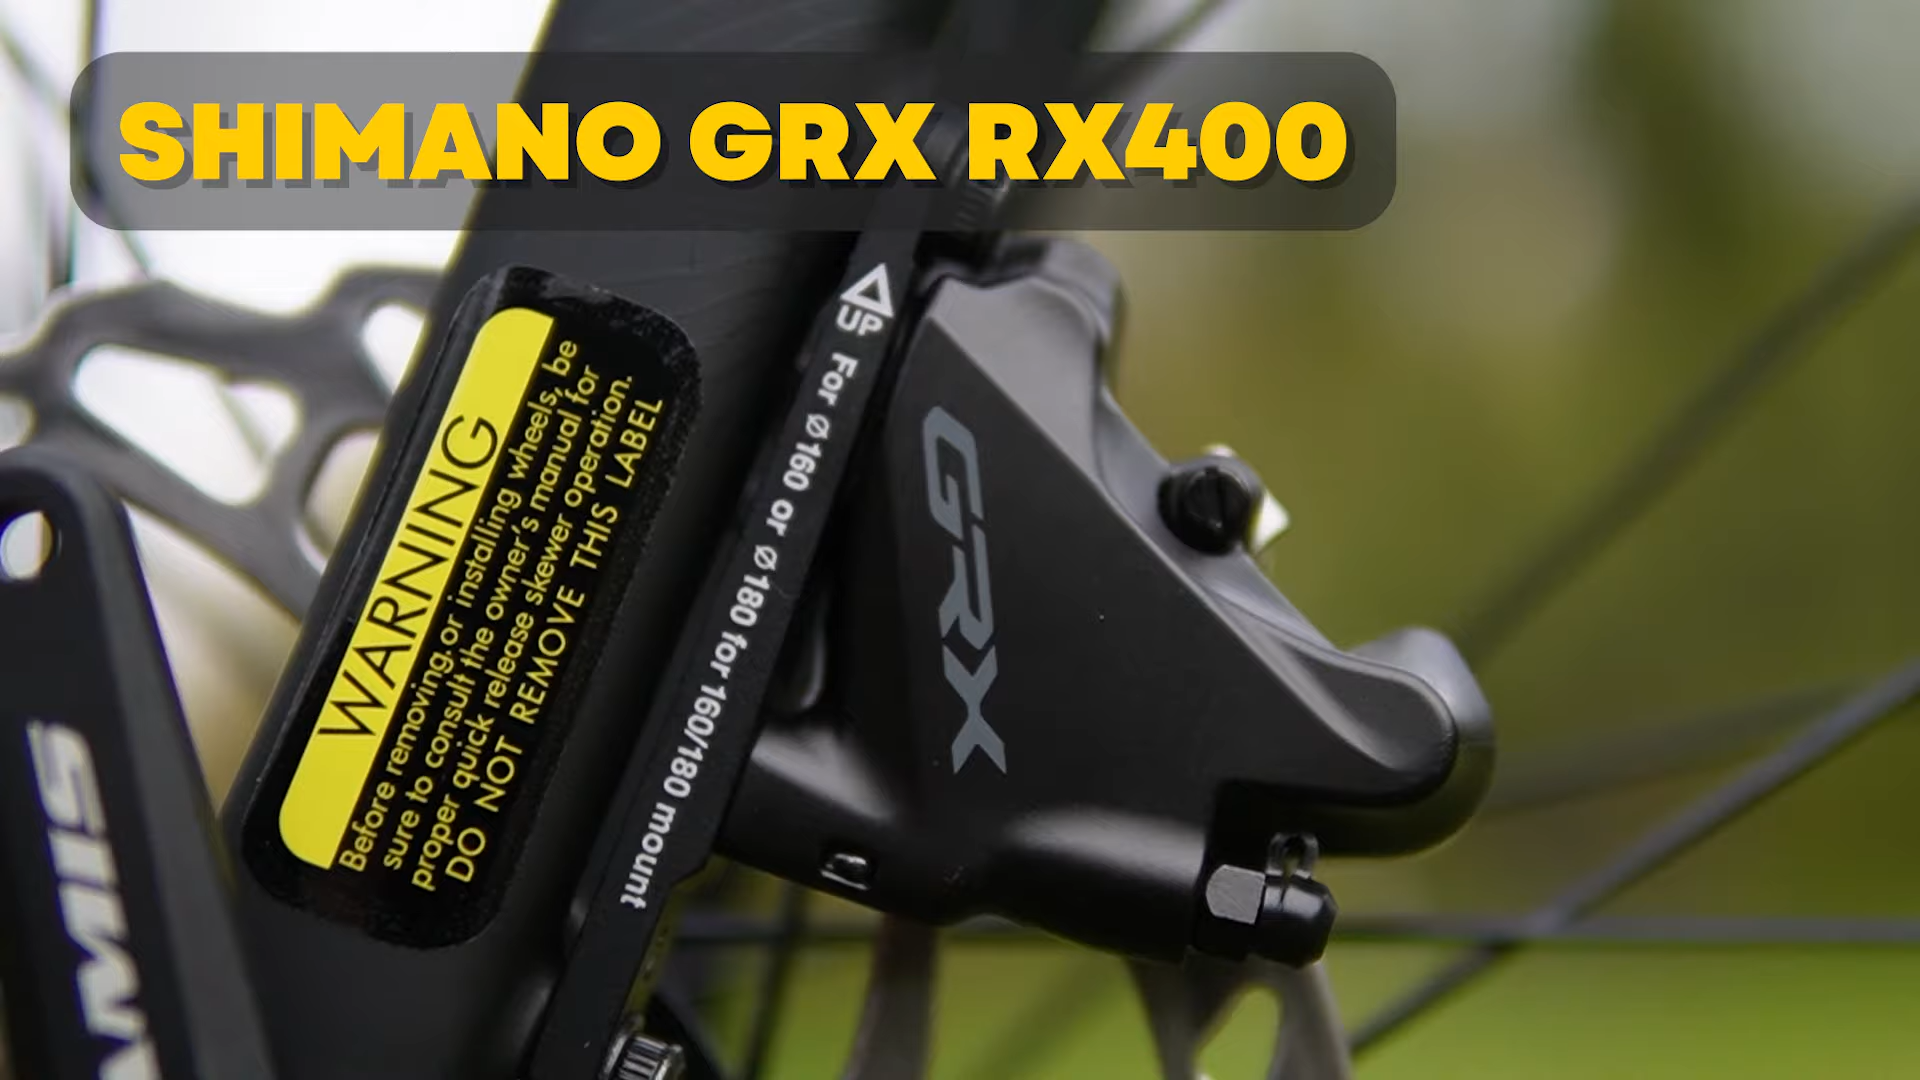 SHIMANO GRX RX400
WARNING
Before removing, or installing wheels, be
sure to consult the owner's manual for
proper quick release skewer operation.
DO NOT REMOVE THIS LABEL
UP For ø160 or ø180 for 160/180 mount
GRX
AMIS